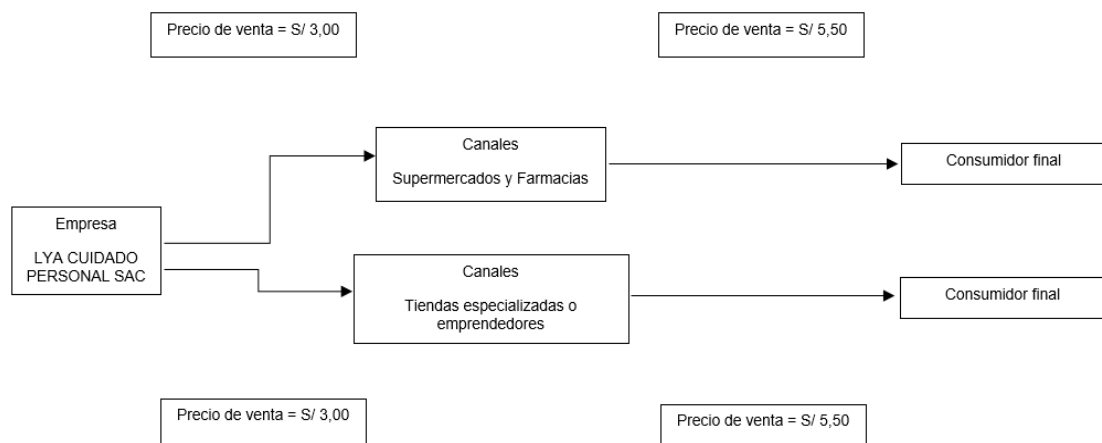 Precio de venta = S/ 3,00
Precio de venta = S/ 5,50
Canales
Supermercados y Farmacias
Consumidor final
Empresa
LYA CUIDADO
PERSONAL SAC
Canales
Tiendas especializadas o
emprendedores
Consumidor final
Precio de venta = S/ 3,00
Precio de venta = S/ 5,50